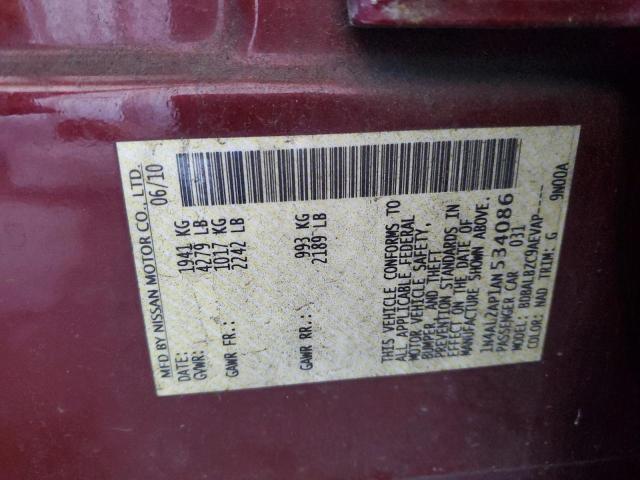 MFD BY NISSAN MOTOR CO., LTD.
DATE: 06/10
GVWR: 1941 KG
4279 LB
GAWR FR.: 1017 KG
2242 LB
GAWR RR.: 993 KG
2189 LB
THIS VEHICLE CONFORMS TO
ALL APPLICABLE FEDERAL
MOTOR VEHICLE SAFETY,
BUMPER, AND THEFT
PREVENTION STANDARDS IN
EFFECT ON THE DATE OF
MANUFACTURE SHOWN ABOVE.
1N4AL2AP1AN534086
PASSENGER CAR 031
MODEL: BDBALBZC9AEVAP----
COLOR: NAD TRIM: G 9N00A